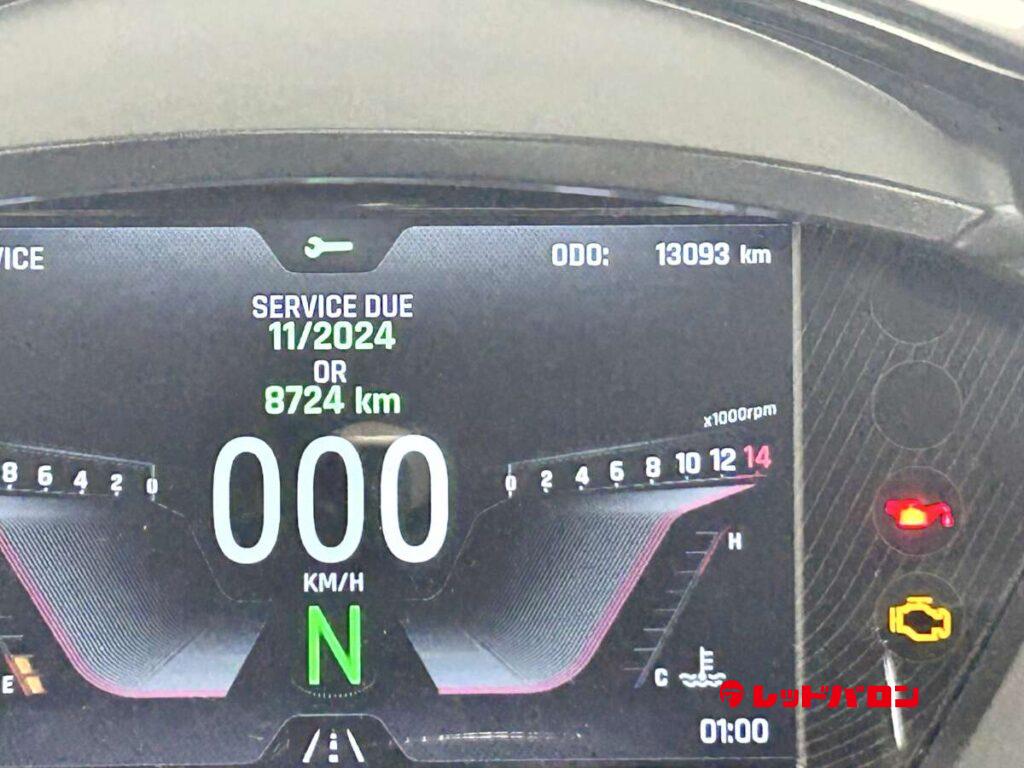 VICE
ODO: 13093 km
SERVICE DUE
11/2024
OR
8724 km
x1000rpm
8 6 4 2 0
000
0 2 4 6 8 10 12 14
KM/H
H
N
E
C
レッドバロン
01:00